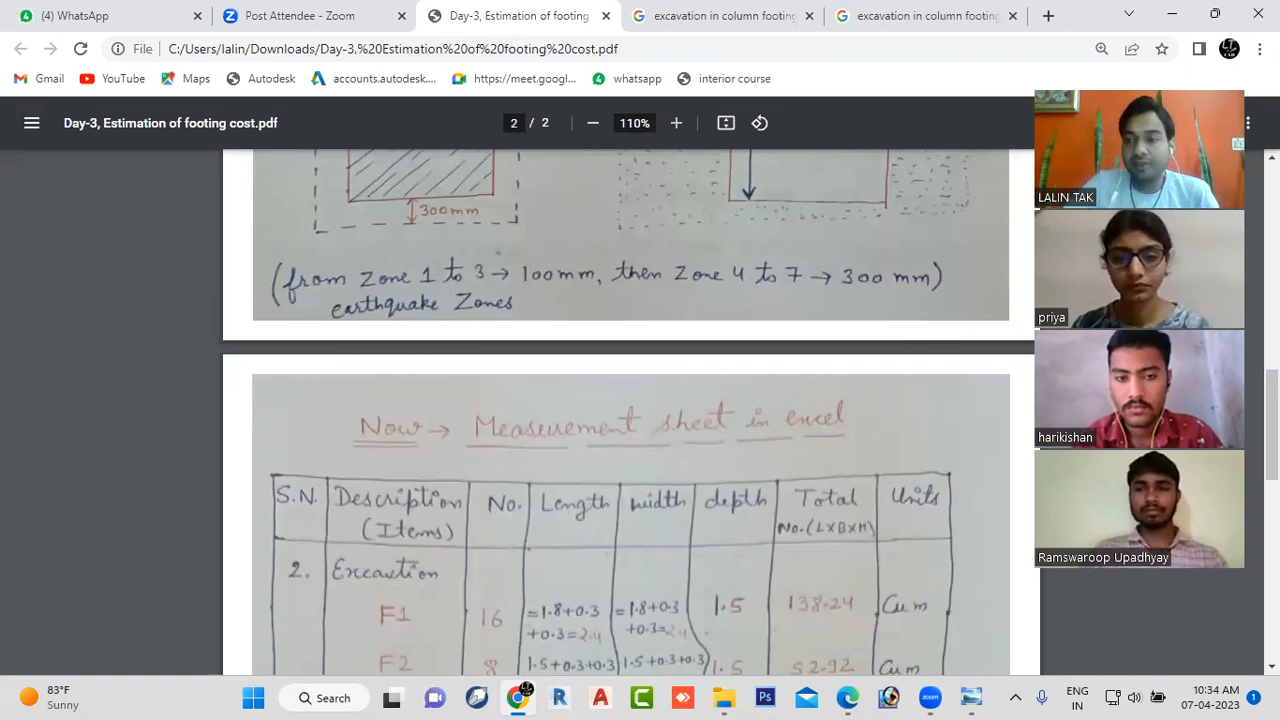 (4) WhatsApp
Post Attendee - Zoom
Day-3, Estimation of footing
excavation in column footing
excavation in column footing
File
C:/Users/lalin/Downloads/Day-3,%20Estimation%20of%20footing%20cost.pdf
Gmail
YouTube
Maps
Autodesk
accounts.autodesk....
https://meet.googl...
whatsapp
interior course
Day-3, Estimation of footing cost.pdf
2 / 2
110%
300mm
(from Zone 1 to 3 → 100mm, then Zone 4 to 7 → 300 mm)
earthquake Zones
Now → Measurement sheet in excel
S.N. Description No. Length width depth Total Units
(Items) No.(LXBXH)
2. Excavtion
F1 16 =1.8+0.3 =1.8+0.3 1.5 138.24 Cum
+0.3=2.4 +0.3=2.4
F2 8 1.5+0.3+0.3 1.5+0.3+0.3 1.5 52.92 Cum
LALIN TAK
priya
harikishan
Ramswaroop Upadhyay
83°F
Sunny
Search
ENG
IN
10:34 AM
07-04-2023